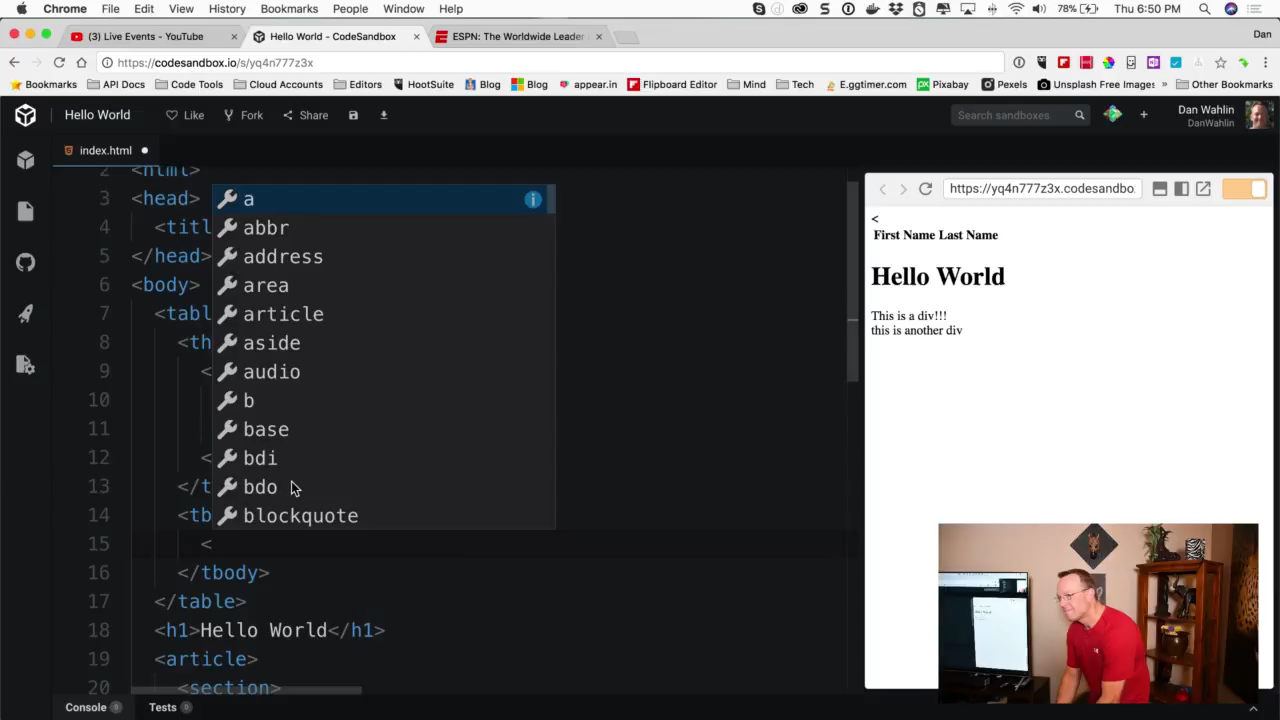 Chrome File Edit View History Bookmarks People Window Help 78% Thu 6:50 PM
(3) Live Events - YouTube × Hello World - CodeSandbox × ESPN: The Worldwide Leader × Dan
https://codesandbox.io/s/yq4n777z3x
Bookmarks API Docs Code Tools Cloud Accounts Editors HootSuite Blog Blog appear.in Flipboard Editor Mind Tech E.ggtimer.com Pixabay Pexels Unsplash Free Images » Other Bookmarks
Hello World Like Fork Share Search sandboxes Dan Wahlin
DanWahlin
index.html
2 <html>
3 <head>
4 <titl
5 </head>
6 <body>
7 <tabl
8 <th
9 <
10
11
12 <
13 </t
14 <tb
15 <
16 </tbody>
17 </table>
18 <h1>Hello World</h1>
19 <article>
20 <section>
a
abbr
address
area
article
aside
audio
b
base
bdi
bdo
blockquote
https://yq4n777z3x.codesandbo
<
First Name Last Name
Hello World
This is a div!!!
this is another div
Console 0 Tests 0